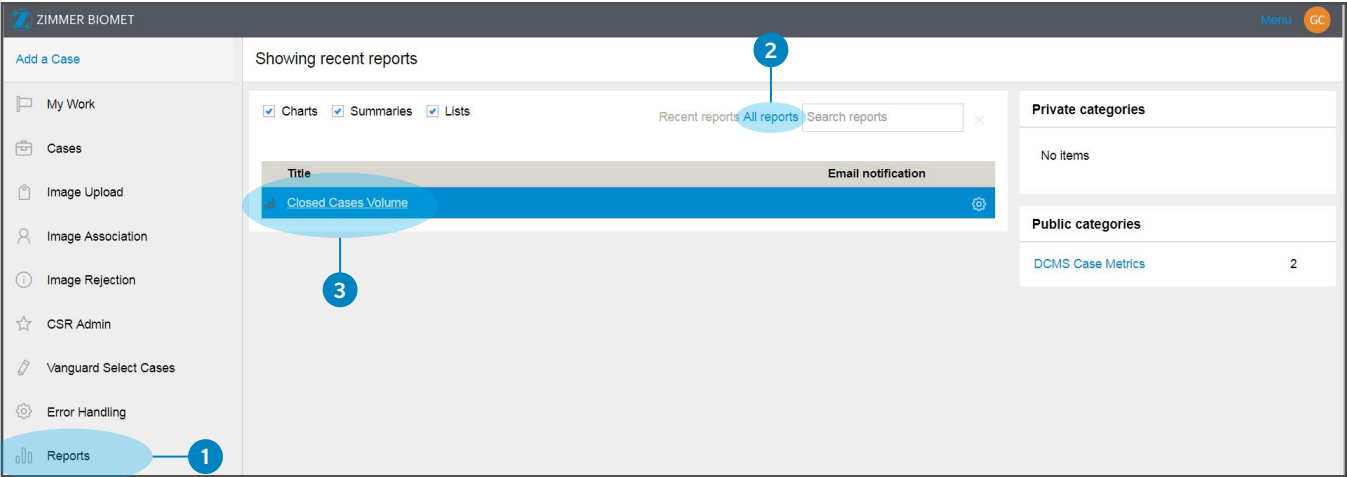 ZIMMER BIOMET
Menu GC
Add a Case
Showing recent reports
2
My Work
Cases
Image Upload
Image Association
Image Rejection
CSR Admin
Vanguard Select Cases
Error Handling
Reports
1
Charts Summaries Lists
Recent reports All reports Search reports
Title Email notification
Closed Cases Volume
3
Private categories
No items
Public categories
DCMS Case Metrics 2